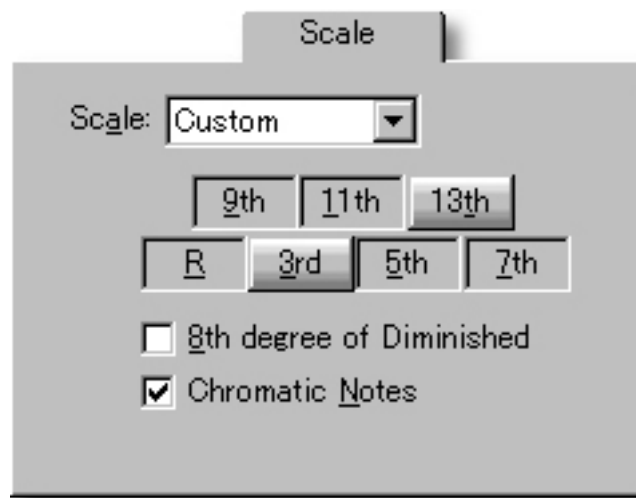 Scale
Scale: Custom
9th 11th 13th
R 3rd 5th 7th
8th degree of Diminished
Chromatic Notes